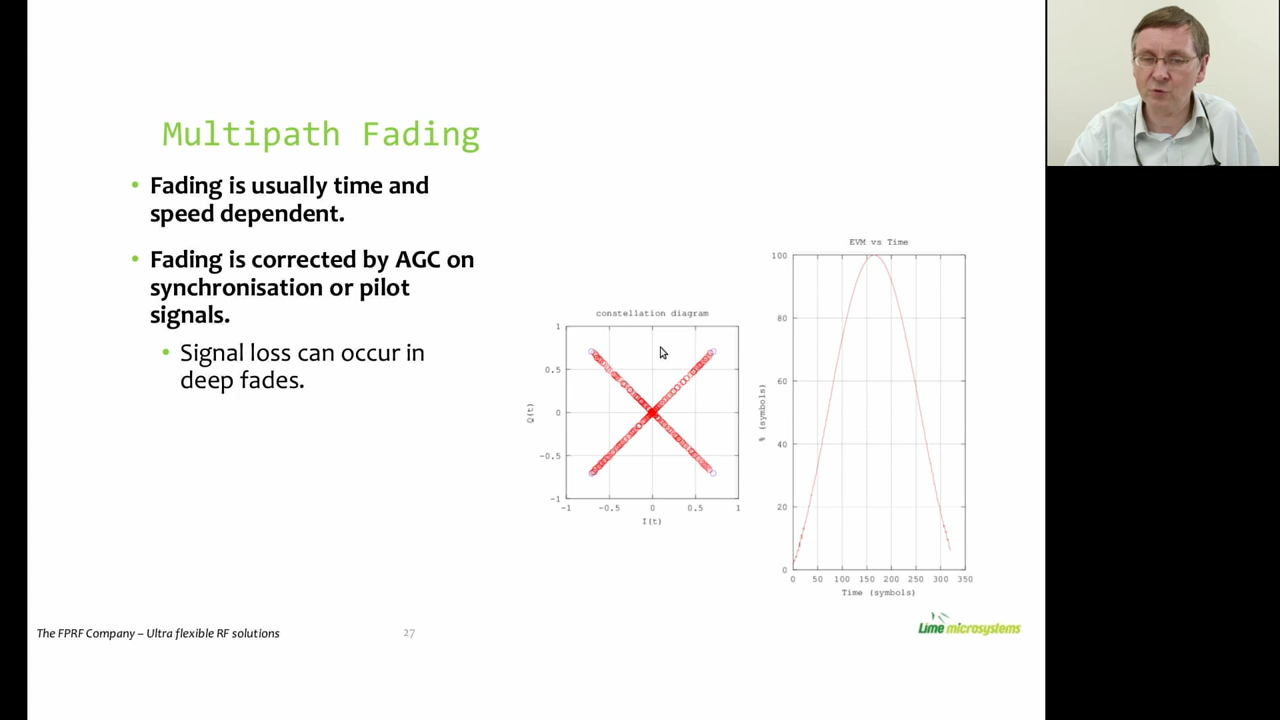 Multipath Fading
• Fading is usually time and
speed dependent.
• Fading is corrected by AGC on
synchronisation or pilot
signals.
• Signal loss can occur in
deep fades.
constellation diagram
1
0.5
0
-0.5
-1
Q(t)
-1 -0.5 0 0.5 1
I(t)
EVM vs Time
100
80
60
40
20
0
% (symbols)
0 50 100 150 200 250 300 350
Time (symbols)
The FPRF Company – Ultra flexible RF solutions
27
Lime microsystems